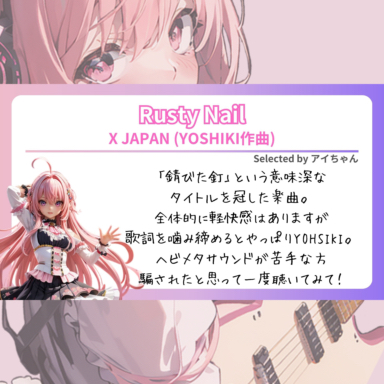 Rusty Nail
X JAPAN (YOSHIKI作曲)
Selected by アイちゃん
「錆びた釘」という意味深な
タイトルを冠した楽曲。
全体的に軽快感はありますが
歌詞を噛み締めるとやっぱりYOHSIKI。
ヘビメタサウンドが苦手な方
騙されたと思って一度聴いてみて!